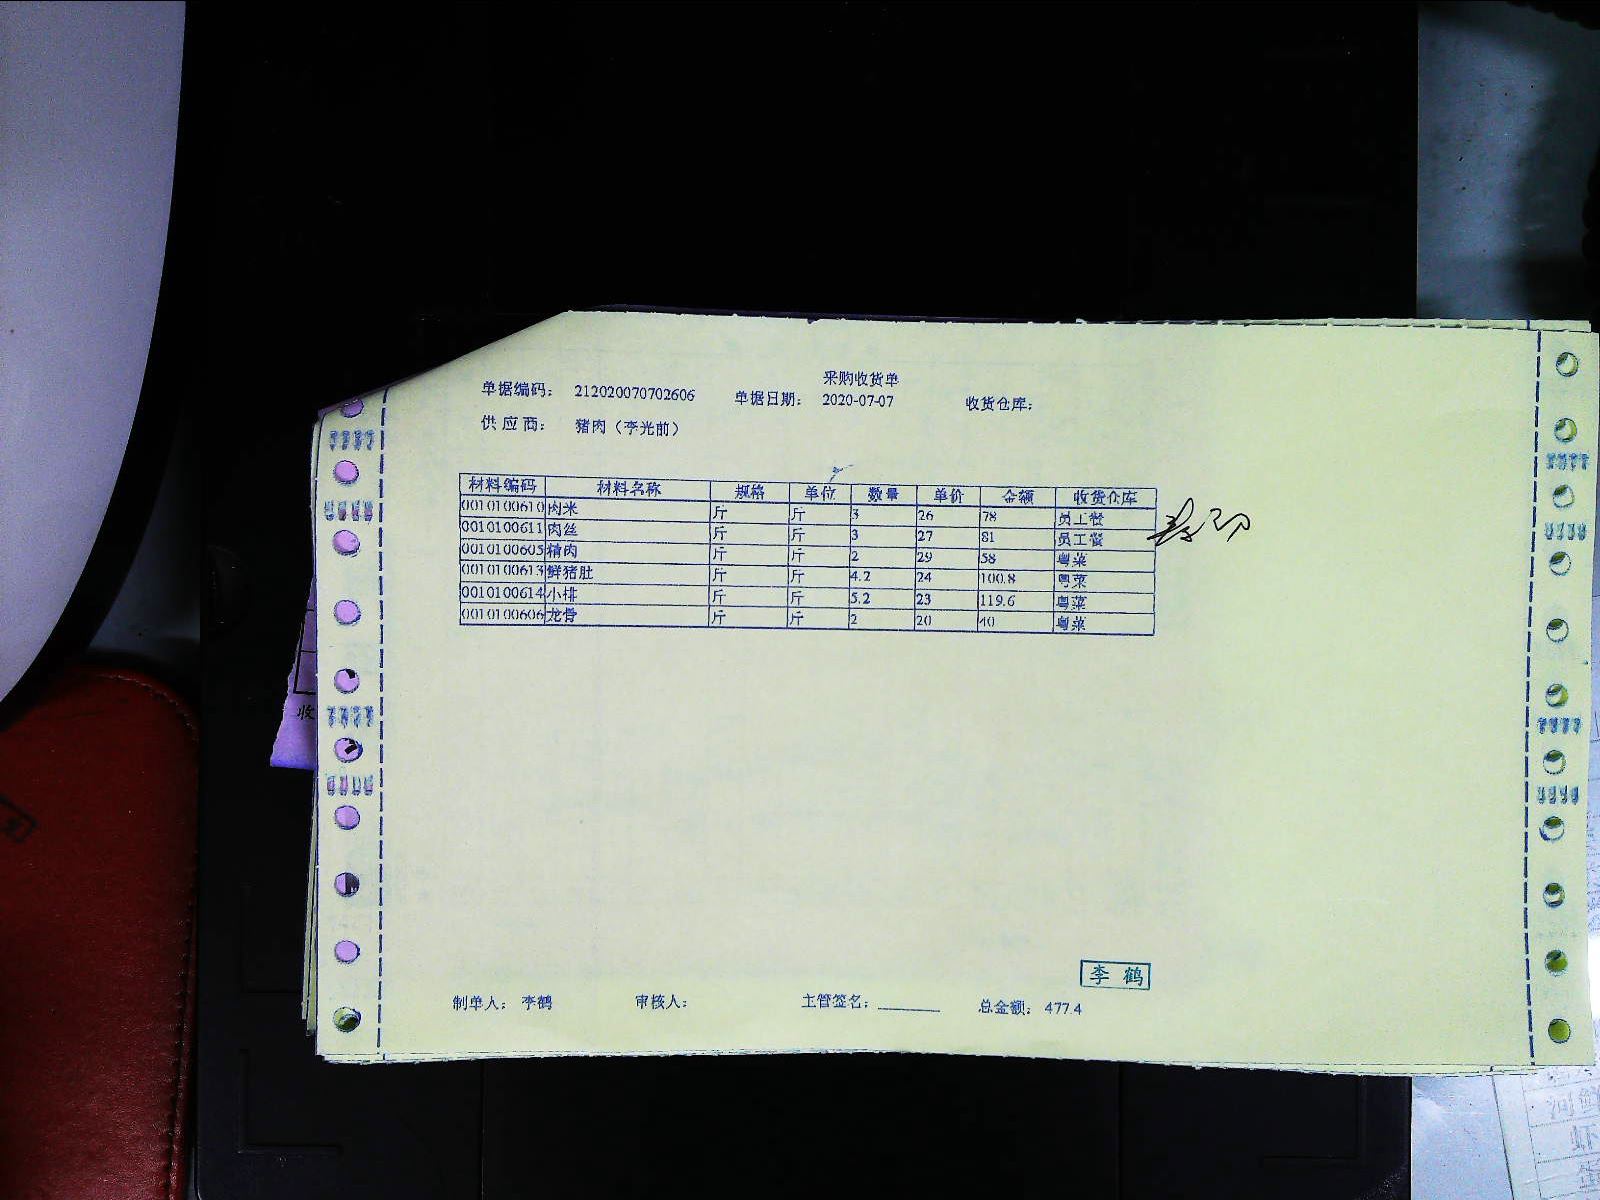 采购收货单
单据编码: 212020070702606 单据日期: 2020-07-07 收货仓库:
供应商: 猪肉（李光前）
材料编码 材料名称 规格 单位 数量 单价 金额 收货仓库
0010100610 肉米 斤 斤 3 26 78 员工餐
0010100611 肉丝 斤 斤 3 27 81 员工餐
0010100605 精肉 斤 斤 2 29 58 粤菜
0010100613 鲜猪肚 斤 斤 4.2 24 100.8 粤菜
0010100614 小排 斤 斤 5.2 23 119.6 粤菜
0010100606 龙骨 斤 斤 2 20 40 粤菜
收
李 鹤
制单人: 李鹤 审核人: 主管签名: 总金额: 477.4